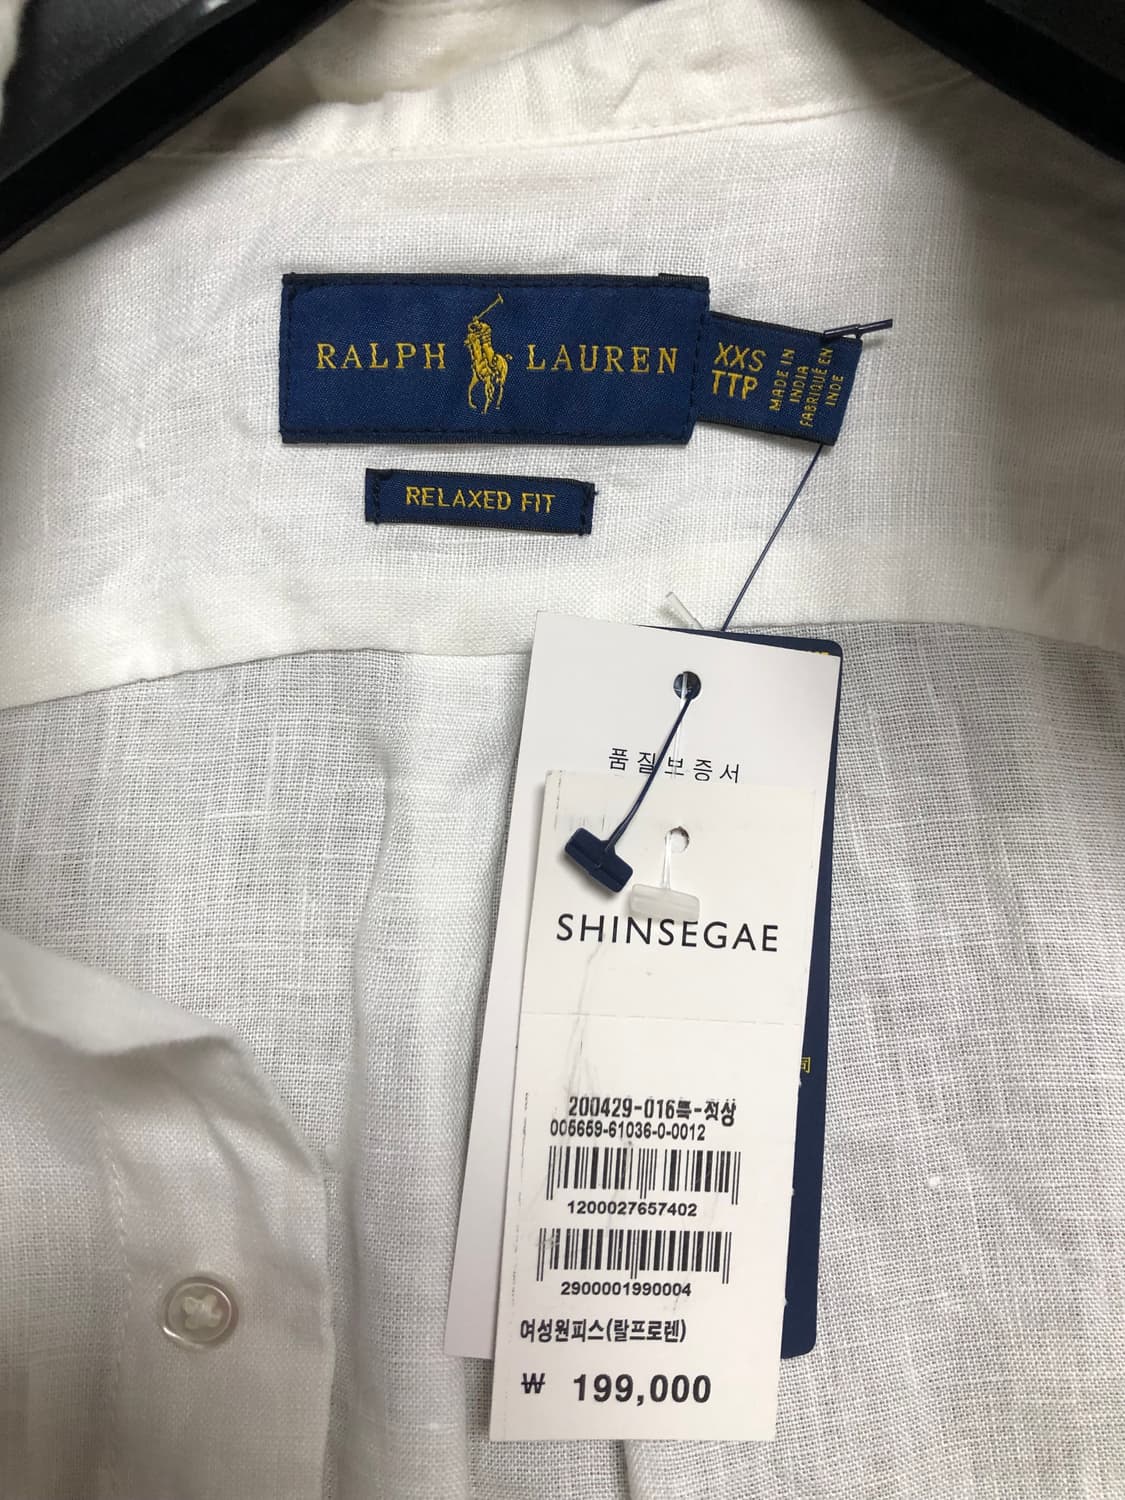 RALPH LAUREN
XXS
TTP
MADE IN
INDIA
FABRIQUÉ EN
INDE
RELAXED FIT
품질보증서
SHINSEGAE
200429-016특-정상
005659-61036-0-0012
1200027657402
2900001990004
여성원피스(랄프로렌)
₩ 199,000
司